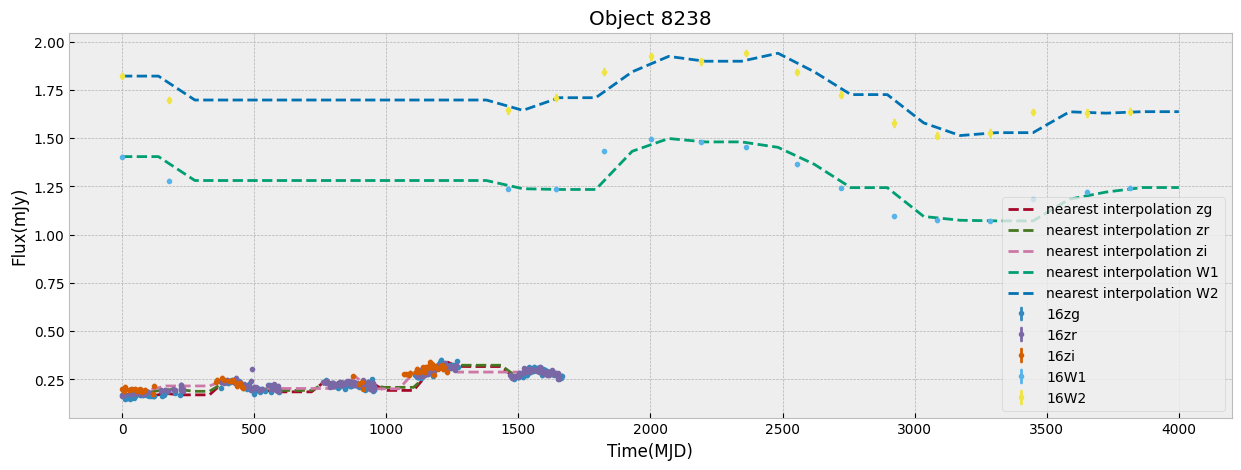 Object 8238
Flux(mJy)
2.00
1.75
1.50
1.25
1.00
0.75
0.50
0.25
nearest interpolation zg
nearest interpolation zr
nearest interpolation zi
nearest interpolation W1
nearest interpolation W2
16zg
16zr
16zi
16W1
16W2
0 500 1000 1500 2000 2500 3000 3500 4000
Time(MJD)